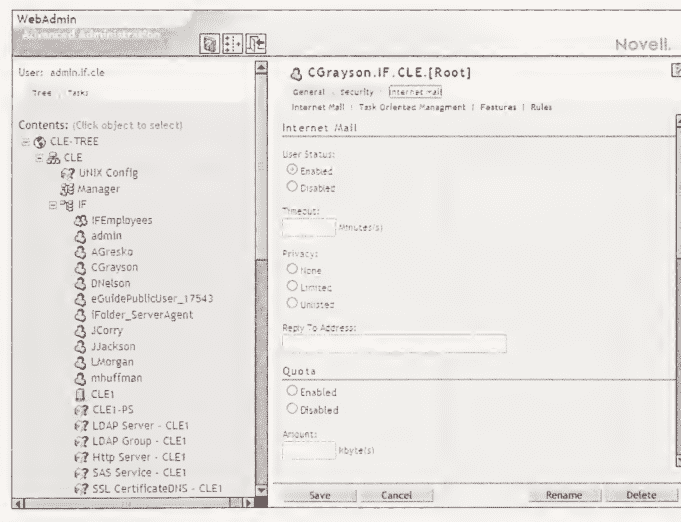 WebAdmin
Advanced Administration
Novell.
User: admin.if.cle
Tree Tasks
Contents: (Click object to select)
CLE-TREE
CLE
UNIX Config
Manager
IF
IFEmployees
admin
AGresko
CGrayson
DNelson
eGuidePublicUser_17543
iFolder_ServerAgent
JCorry
JJackson
LMorgan
mhuffman
CLE1
CLE1-PS
LDAP Server - CLE1
LDAP Group - CLE1
Http Server - CLE1
SAS Service - CLE1
SSL CertificateDNS - CLE1
CGrayson.IF.CLE.[Root]
General Security Internet Mail
Internet Mail | Task Oriented Managment | Features | Rules
Internet Mail
User Status:
Enabled
Disabled
Timeout:
Minutes(s)
Privacy:
None
Limited
Unlisted
Reply To Address:
Quota
Enabled
Disabled
Amount:
Kbyte(s)
Save Cancel Rename Delete